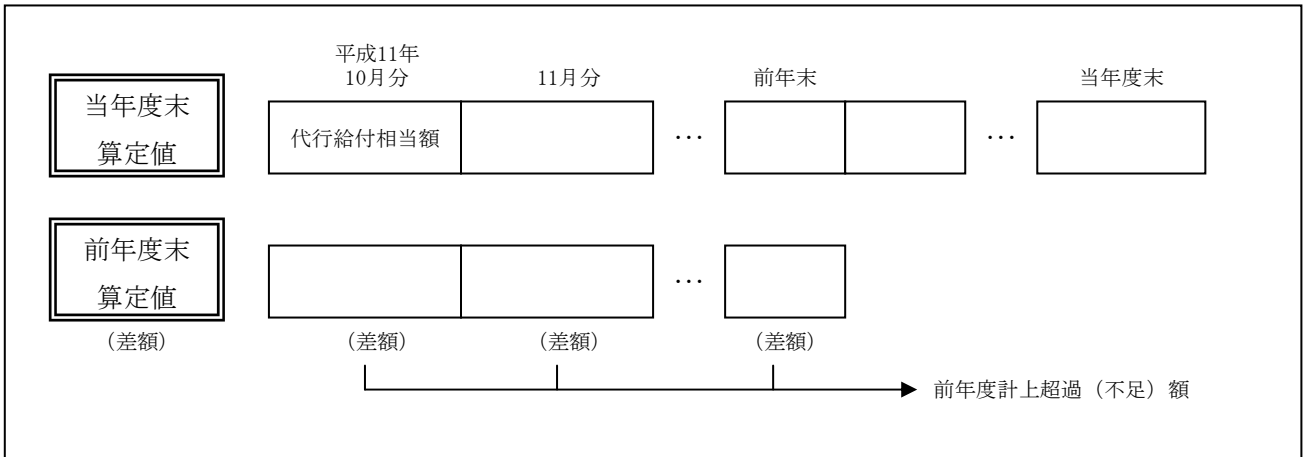 平成11年
10月分 11月分 前年末 当年度末
当年度末
算定値
代行給付相当額 … …
前年度末
算定値
…
(差額) (差額) (差額) (差額)
前年度計上超過(不足)額